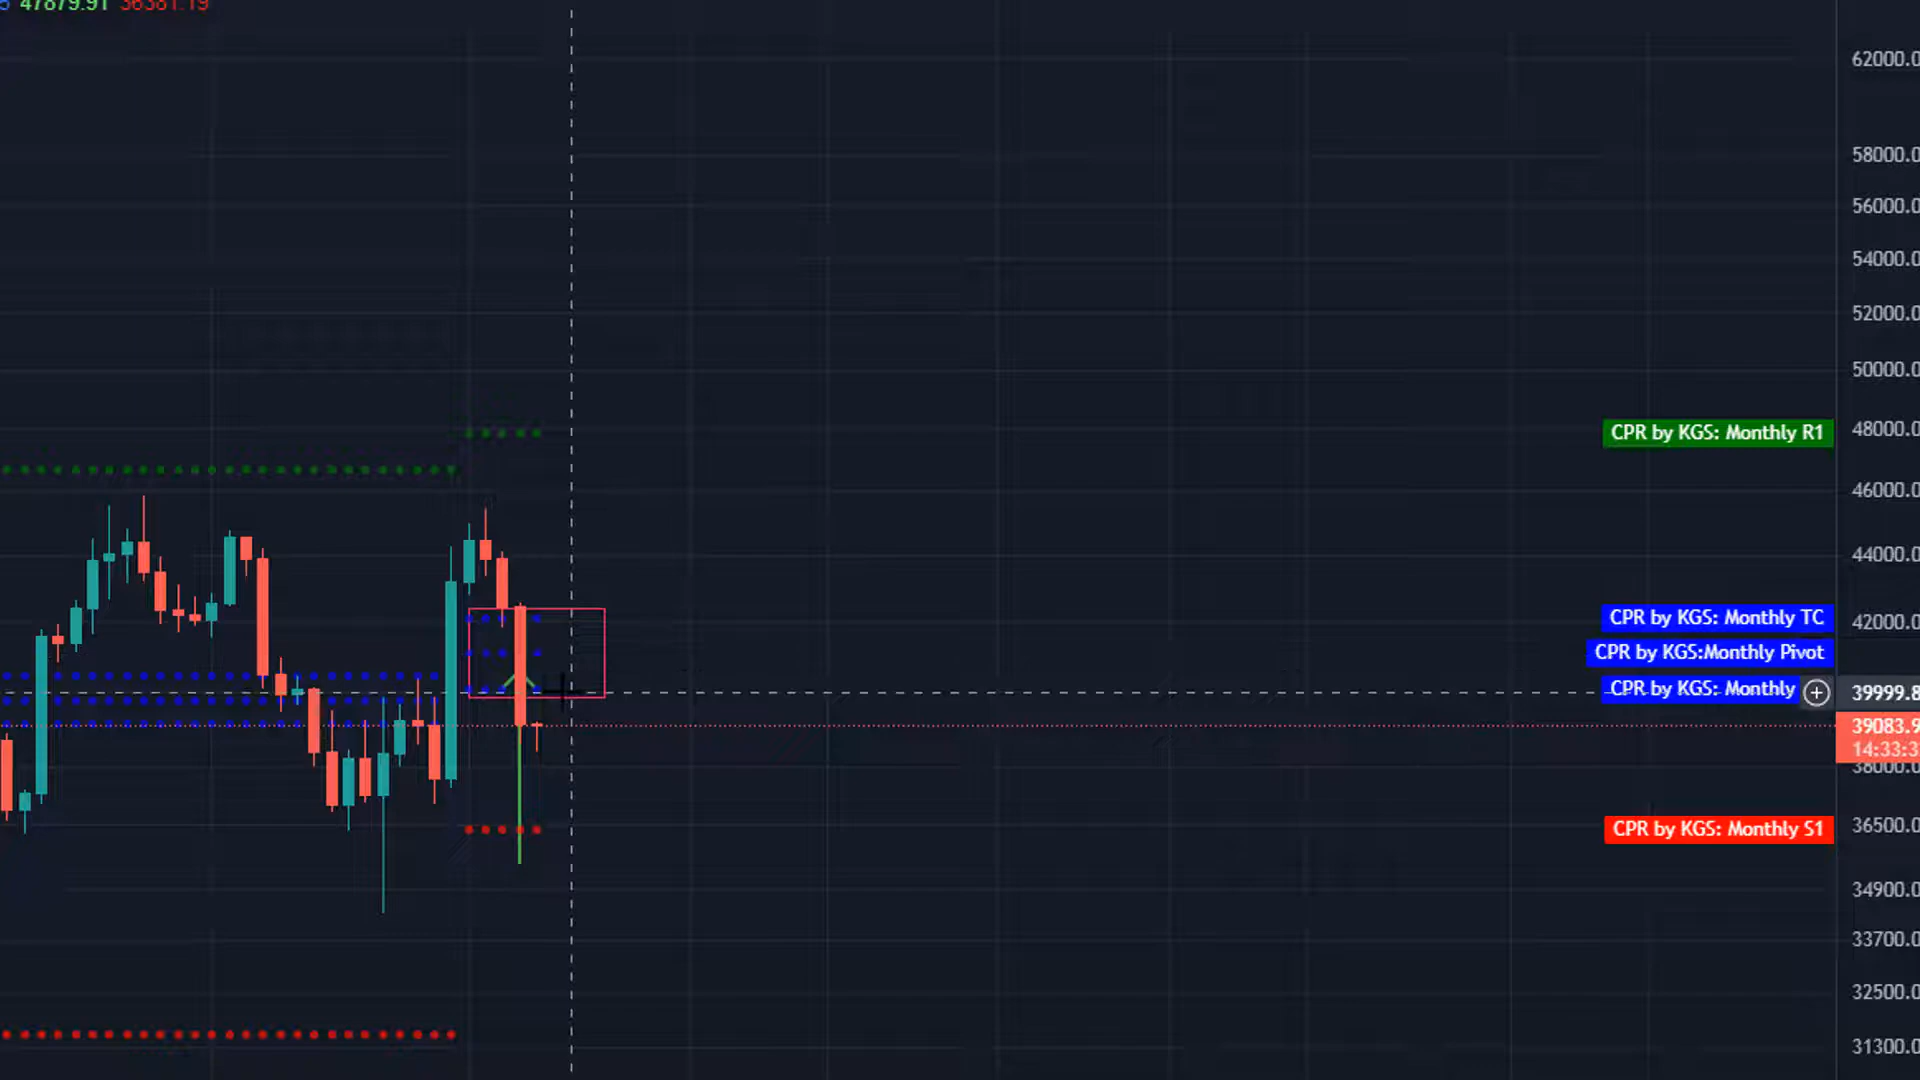 5 47879.91 36381.19
62000.0
58000.0
56000.0
54000.0
52000.0
50000.0
CPR by KGS: Monthly R1 48000.0
46000.0
44000.0
CPR by KGS: Monthly TC 42000.0
CPR by KGS:Monthly Pivot
CPR by KGS: Monthly 39999.8
39083.9
14:33:3
38000.0
CPR by KGS: Monthly S1 36500.0
34900.0
33700.0
32500.0
31300.0